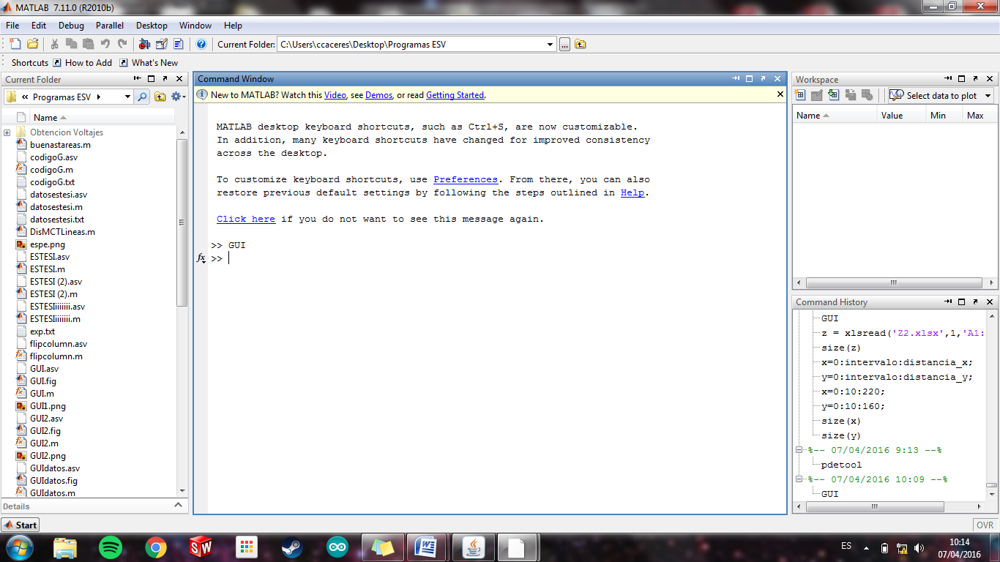 MATLAB 7.11.0 (R2010b)
File Edit Debug Parallel Desktop Window Help
Current Folder: C:\Users\ccaceres\Desktop\Programas ESV
Shortcuts How to Add What's New
Current Folder
« Programas ESV
Name
Obtencion Voltajes
buenastareas.m
codigoG.asv
codigoG.m
codigoG.txt
datosestesi.asv
datosestesi.m
datosestesi.txt
DisMCTLineas.m
espe.png
ESTESI.asv
ESTESI.m
ESTESI (2).asv
ESTESI (2).m
ESTESIiiiiiii.asv
ESTESIiiiiiii.m
exp.txt
flipcolumn.asv
flipcolumn.m
GUI.asv
GUI.fig
GUI.m
GUI1.png
GUI2.asv
GUI2.fig
GUI2.m
GUI2.png
GUIdatos.asv
GUIdatos.fig
GUIdatos.m
Details
Command Window
New to MATLAB? Watch this Video, see Demos, or read Getting Started.
MATLAB desktop keyboard shortcuts, such as Ctrl+S, are now customizable.
In addition, many keyboard shortcuts have changed for improved consistency
across the desktop.
To customize keyboard shortcuts, use Preferences. From there, you can also
restore previous default settings by following the steps outlined in Help.
Click here if you do not want to see this message again.
>> GUI
fx >>
Workspace
Select data to plot
Name Value Min Max
Command History
GUI
z = xlsread('Z2.xlsx',1,'A1:
size(z)
x=0:intervalo:distancia_x;
y=0:intervalo:distancia_y;
x=0:10:220;
y=0:10:160;
size(x)
size(y)
%-- 07/04/2016 9:13 --%
pdetool
%-- 07/04/2016 10:09 --%
GUI
Start
OVR
SW
W
ES
10:14
07/04/2016